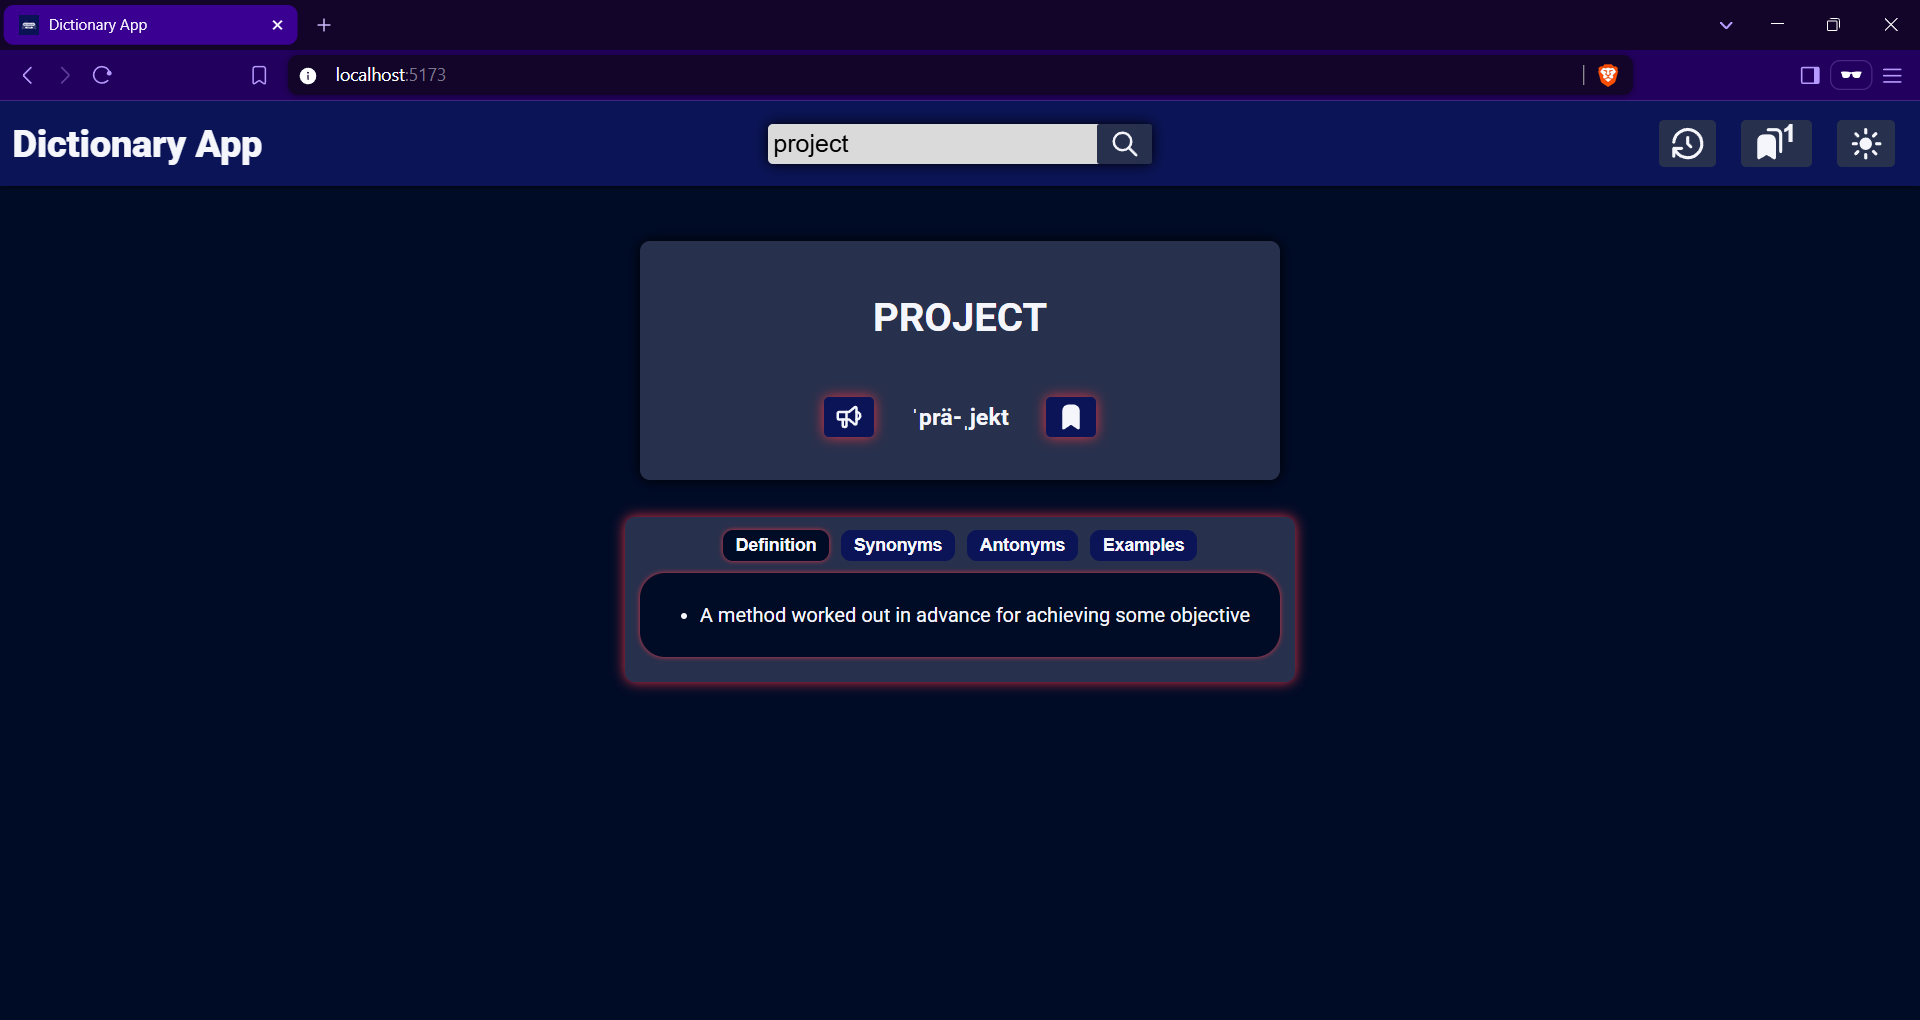 Dictionary App
localhost:5173
Dictionary App
project
1
PROJECT
ˈprä-ˌjekt
Definition Synonyms Antonyms Examples
• A method worked out in advance for achieving some objective